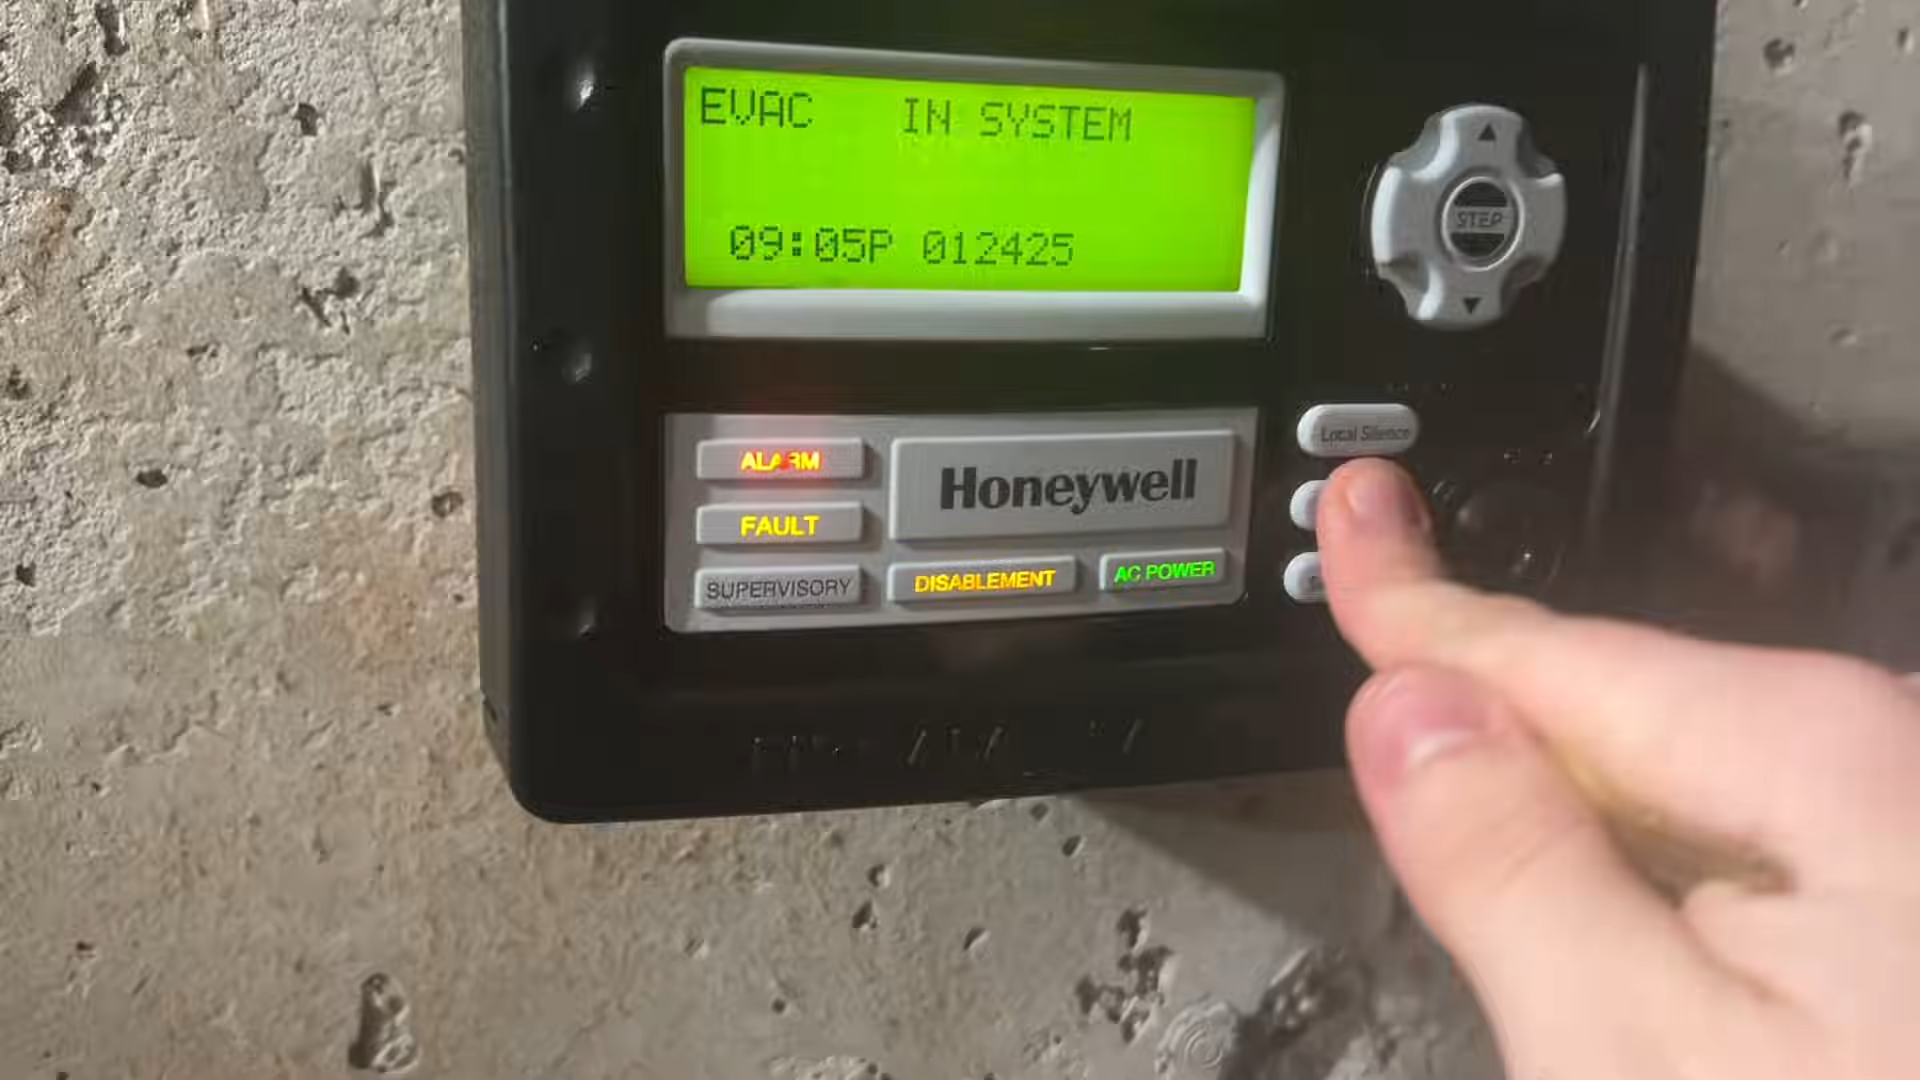 EVAC IN SYSTEM
09:05P 012425
ALARM
FAULT
SUPERVISORY
Honeywell
DISABLEMENT
AC POWER
STEP
Local Silence